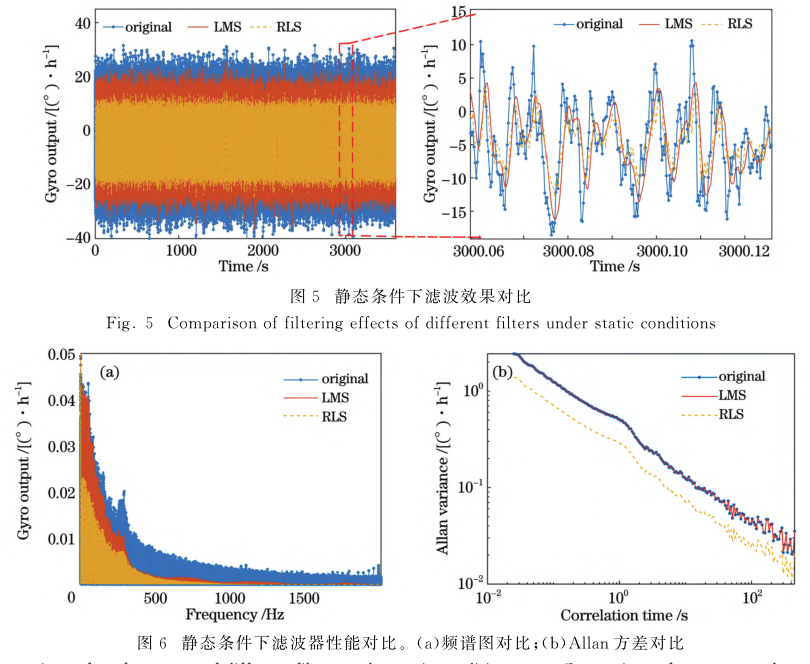 original LMS RLS
Gyro output /[(°)·h⁻¹]
40
20
0
−20
−40
0 1000 2000 3000
Time /s
original LMS RLS
Gyro output /[(°)·h⁻¹]
15
10
5
0
−5
−10
−15
3000.06 3000.08 3000.10 3000.12
Time /s
图 5 静态条件下滤波效果对比
Fig. 5 Comparison of filtering effects of different filters under static conditions
(a)
original
LMS
RLS
Gyro output /[(°)·h⁻¹]
0.05
0.04
0.03
0.02
0.01
0 500 1000 1500
Frequency /Hz
(b)
original
LMS
RLS
Allan variance /[(°)·h⁻¹]
10⁰
10⁻¹
10⁻²
10⁻² 10⁰ 10²
Correlation time /s
图 6 静态条件下滤波器性能对比。(a)频谱图对比;(b)Allan 方差对比